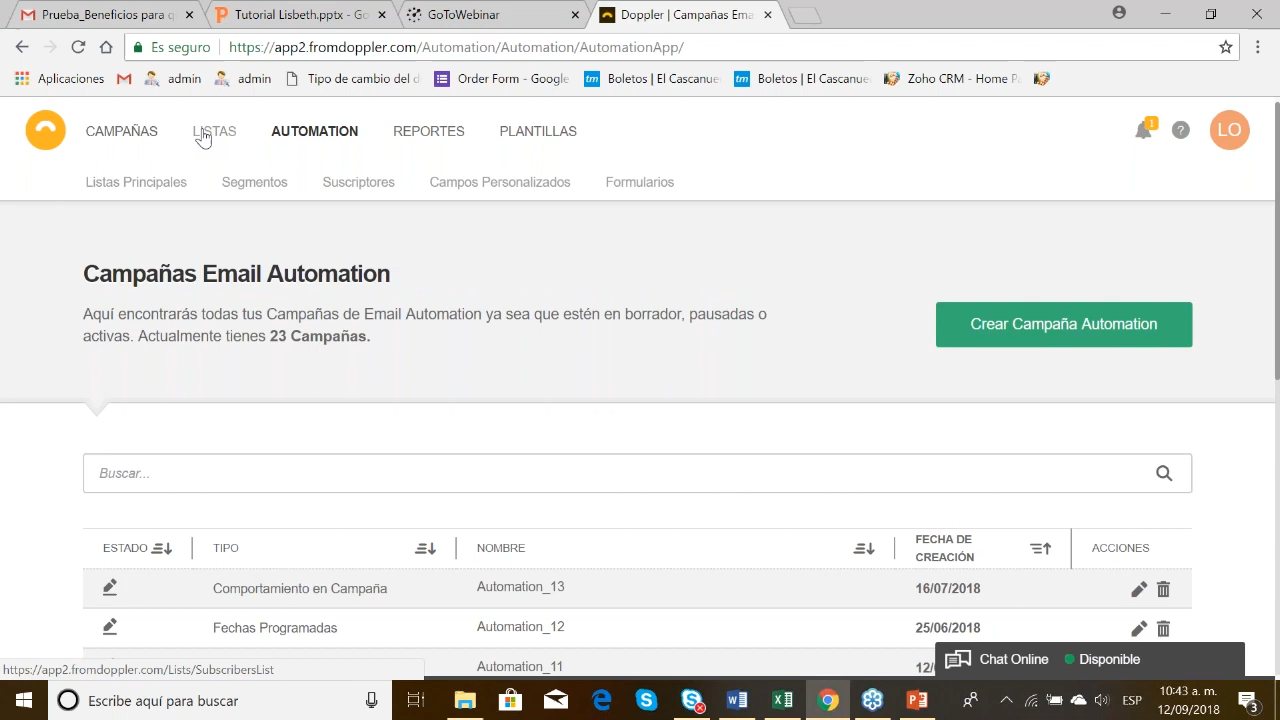 Prueba_Beneficios para q
Tutorial Lisbeth.pptx - Go
GoToWebinar
Doppler | Campañas Ema
Es seguro
https://app2.fromdoppler.com/Automation/Automation/AutomationApp/
Aplicaciones
admin
admin
Tipo de cambio del d
Order Form - Google
tm
Boletos | El Cascanue
tm
Boletos | El Cascanue
Zoho CRM - Home P
CAMPAÑAS
LISTAS
AUTOMATION
REPORTES
PLANTILLAS
1
?
LO
Listas Principales
Segmentos
Suscriptores
Campos Personalizados
Formularios
Campañas Email Automation
Aquí encontrarás todas tus Campañas de Email Automation ya sea que estén en borrador, pausadas o
activas. Actualmente tienes 23 Campañas.
Crear Campaña Automation
Buscar...
ESTADO
TIPO
NOMBRE
FECHA DE
CREACIÓN
ACCIONES
Comportamiento en Campaña
Automation_13
16/07/2018
Fechas Programadas
Automation_12
25/06/2018
Automation_11
Chat Online
Disponible
https://app2.fromdoppler.com/Lists/SubscribersList
Escribe aquí para buscar
ESP
10:43 a. m.
12/09/2018
3